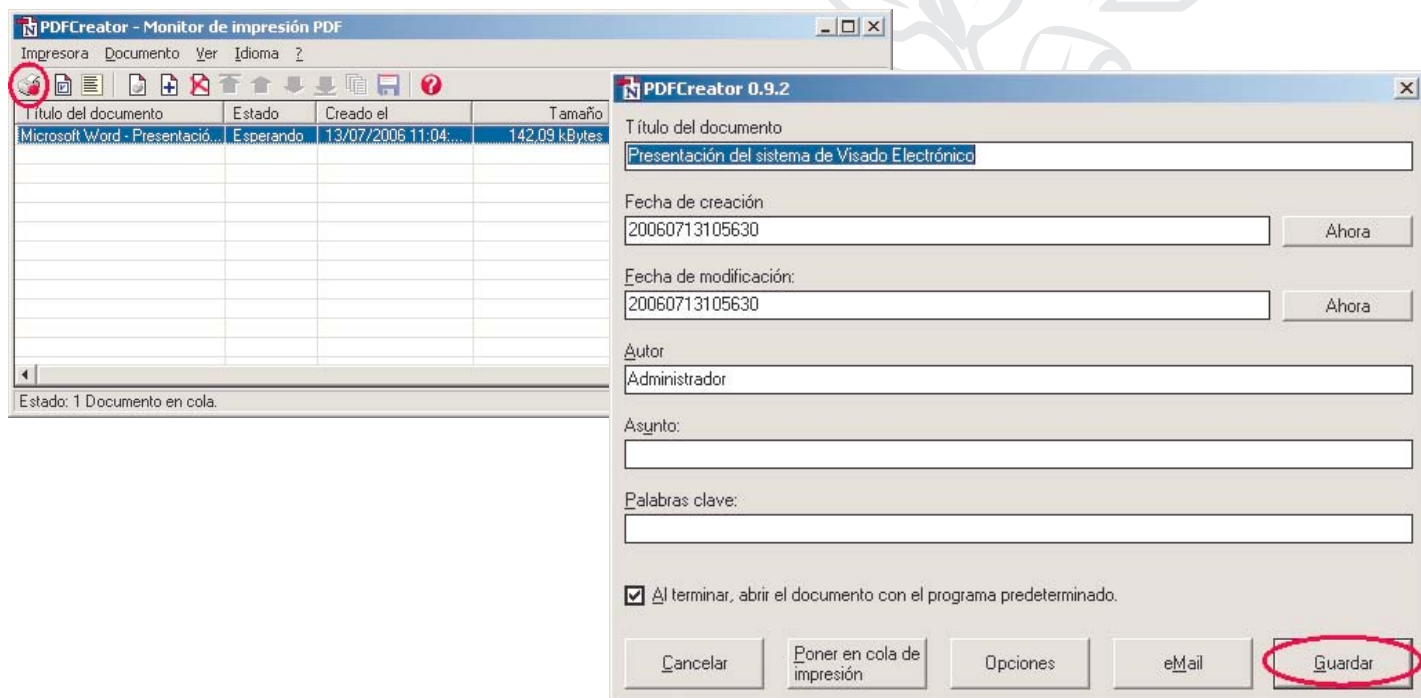 PDFCreator - Monitor de impresión PDF
Impresora Documento Ver Idioma ?
Título del documento Estado Creado el Tamaño
Microsoft Word - Presentació... Esperando 13/07/2006 11:04:... 142,09 kBytes
Estado: 1 Documento en cola.
PDFCreator 0.9.2
Título del documento
Presentación del sistema de Visado Electrónico
Fecha de creación
20060713105630 Ahora
Fecha de modificación:
20060713105630 Ahora
Autor
Administrador
Asunto:
Palabras clave:
Al terminar, abrir el documento con el programa predeterminado.
Cancelar
Poner en cola de
impresión
Opciones
eMail
Guardar